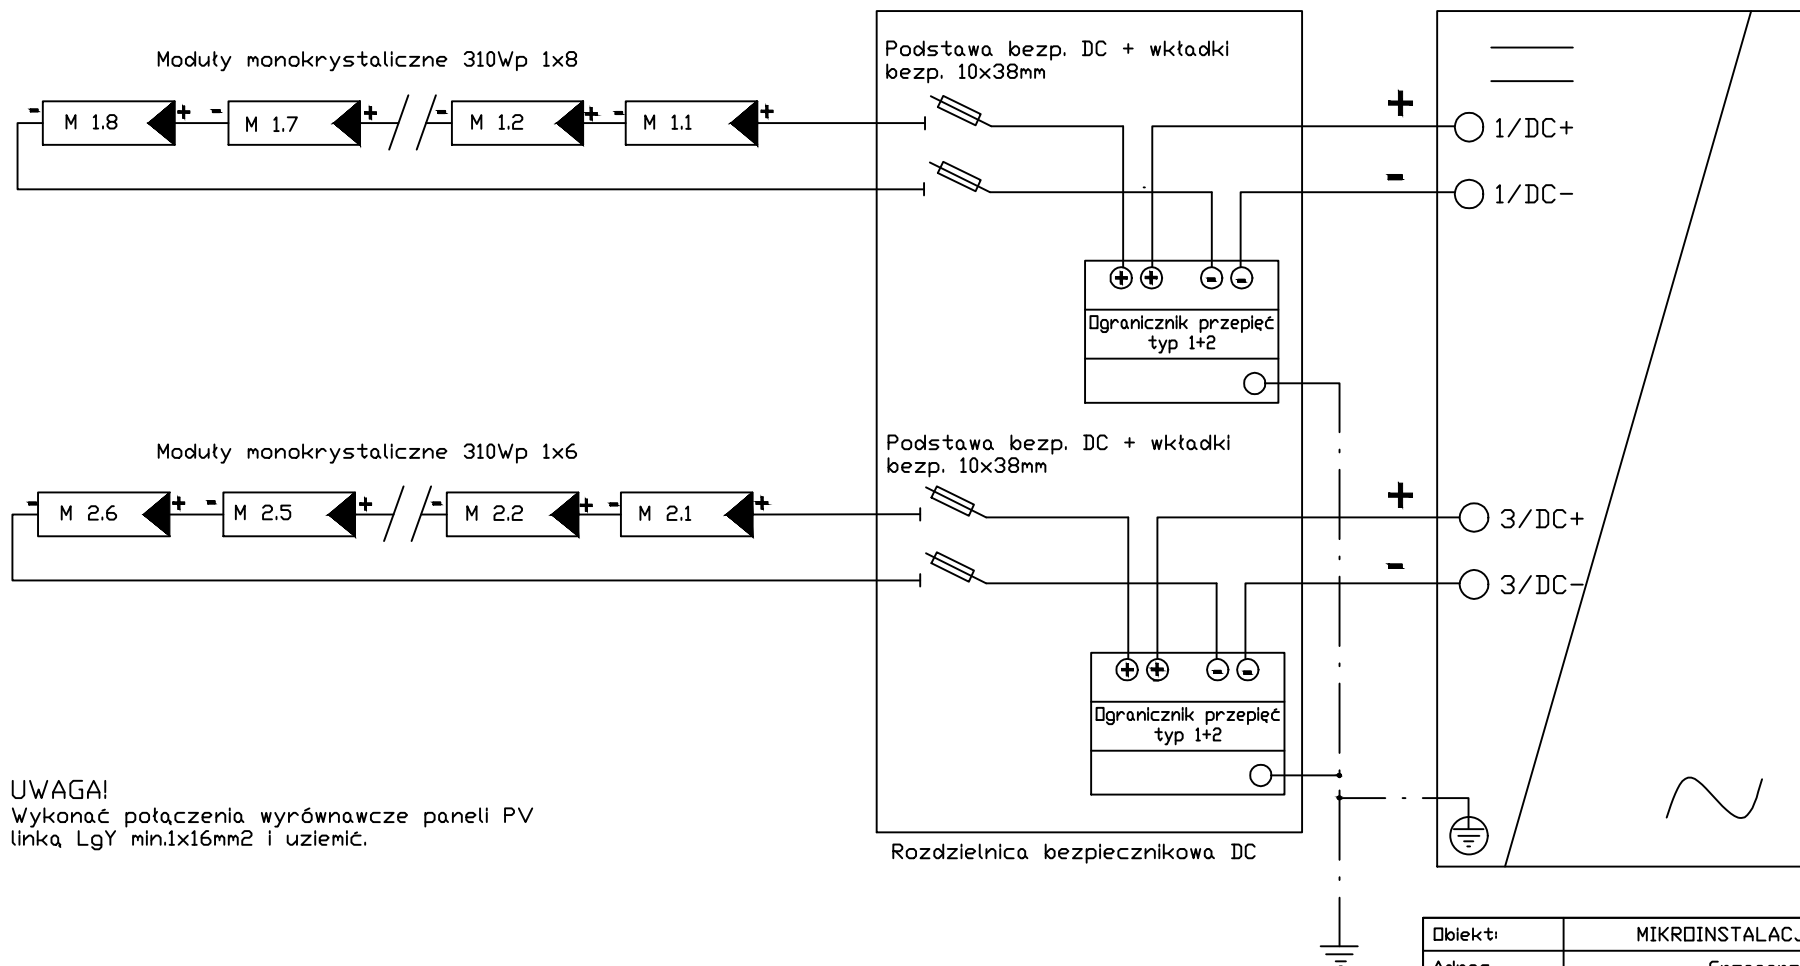 Moduły monokrystaliczne 310Wp 1x8
- M 1.8 + - M 1.7 + - M 1.2 + - M 1.1 +
Podstawa bezp. DC + wkładki
bezp. 10x38mm
+ 1/DC+
- 1/DC-
+ + - -
Ogranicznik przepięć
typ 1+2
Moduły monokrystaliczne 310Wp 1x6
- M 2.6 + - M 2.5 + - M 2.2 + - M 2.1 +
Podstawa bezp. DC + wkładki
bezp. 10x38mm
+ 3/DC+
- 3/DC-
+ + - -
Ogranicznik przepięć
typ 1+2
UWAGA!
Wykonać połączenia wyrównawcze paneli PV
linką LgY min.1x16mm2 i uziemić.
Rozdzielnica bezpiecznikowa DC
Obiekt: MIKROINSTALACJ